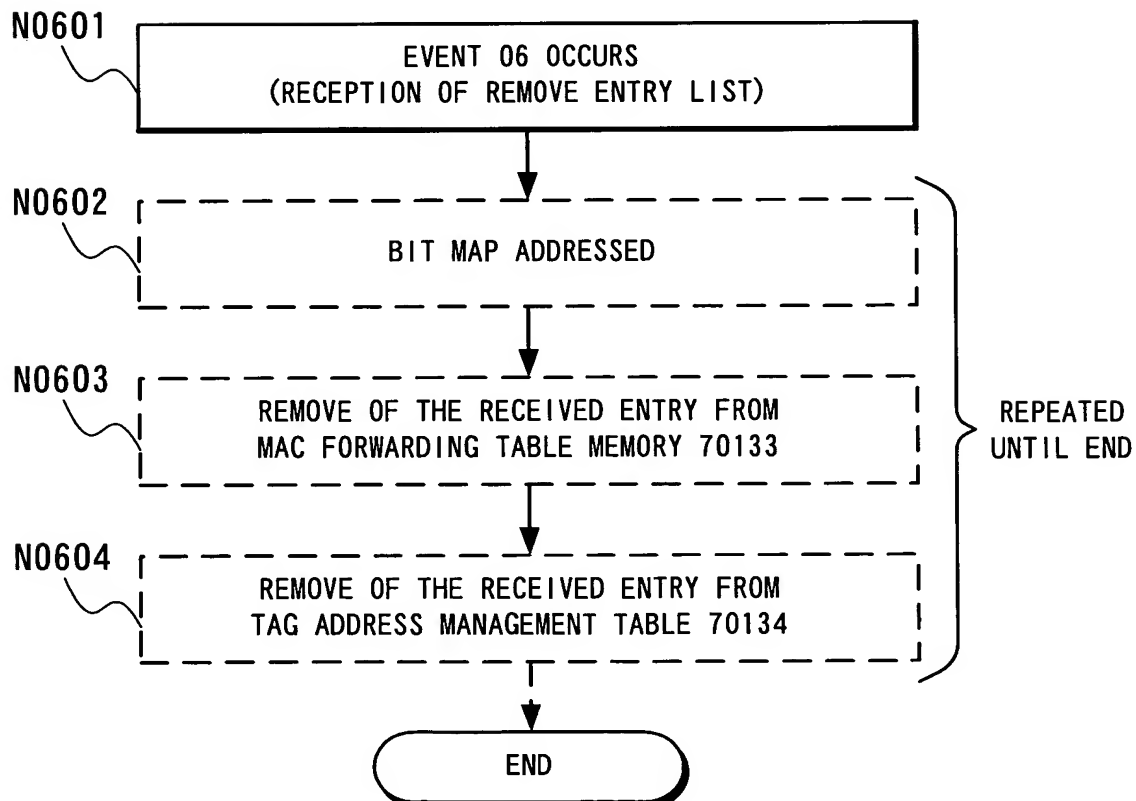 N0601
EVENT 06 OCCURS
(RECEPTION OF REMOVE ENTRY LIST)
N0602
BIT MAP ADDRESSED
N0603
REMOVE OF THE RECEIVED ENTRY FROM
MAC FORWARDING TABLE MEMORY 70133
REPEATED
UNTIL END
N0604
REMOVE OF THE RECEIVED ENTRY FROM
TAG ADDRESS MANAGEMENT TABLE 70134
END